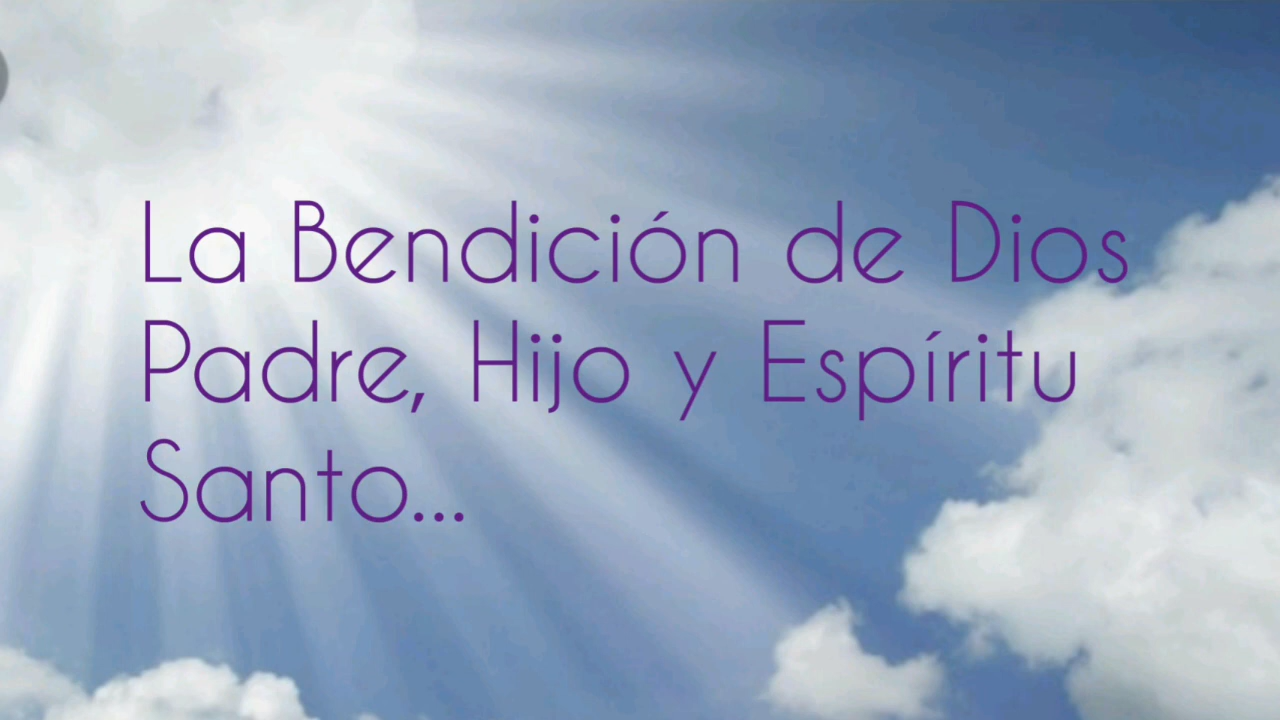 La Bendición de Dios
Padre, Hijo y Espíritu
Santo...